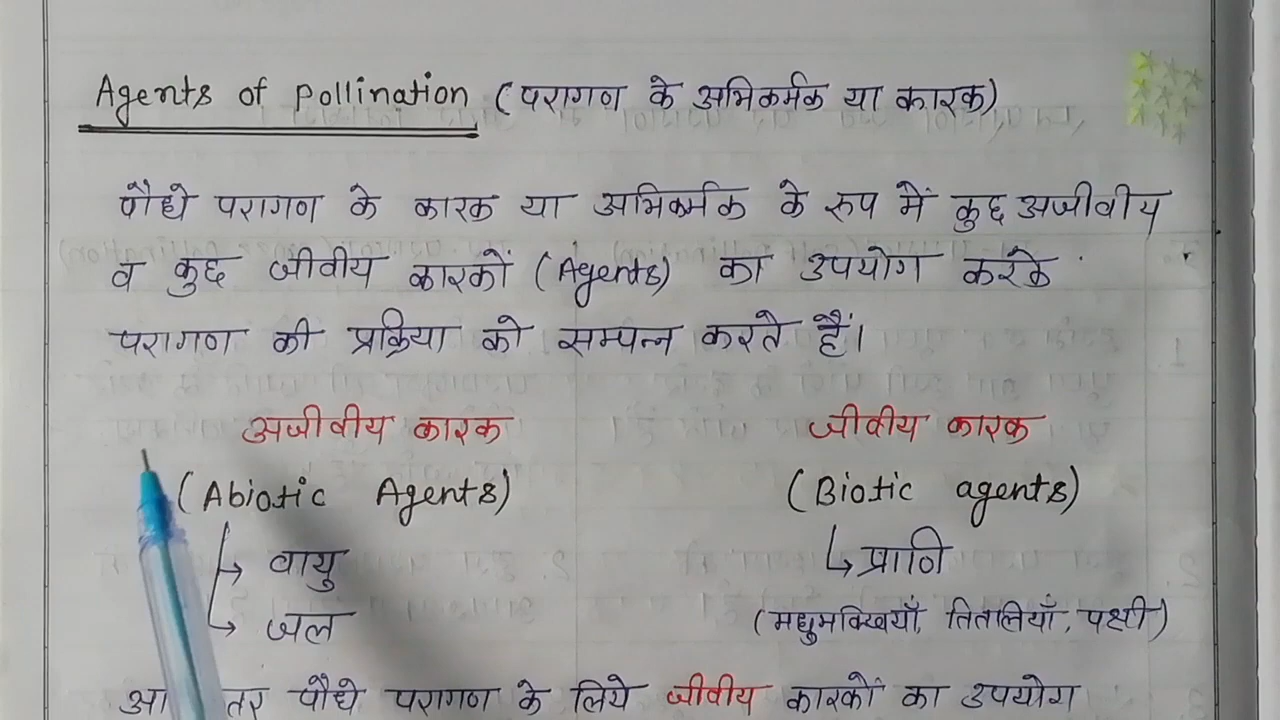 Agents of Pollination (परागण के अभिकर्मक या कारक)
पौधे परागण के कारक या अभिकर्मक के रुप में कुछ अजीवीय
व कुछ जीवीय कारकों (Agents) का उपयोग करके
परागण की प्रक्रिया को सम्पन्न करते हैं।
अजीवीय कारक
(Abiotic Agents)
वायु
जल
जीवीय कारक
(Biotic agents)
प्राणि
(मधुमक्खियाँ, तितलियाँ, पक्षी)
पौधे परागण के लिये जीवीय कारकों का उपयोग